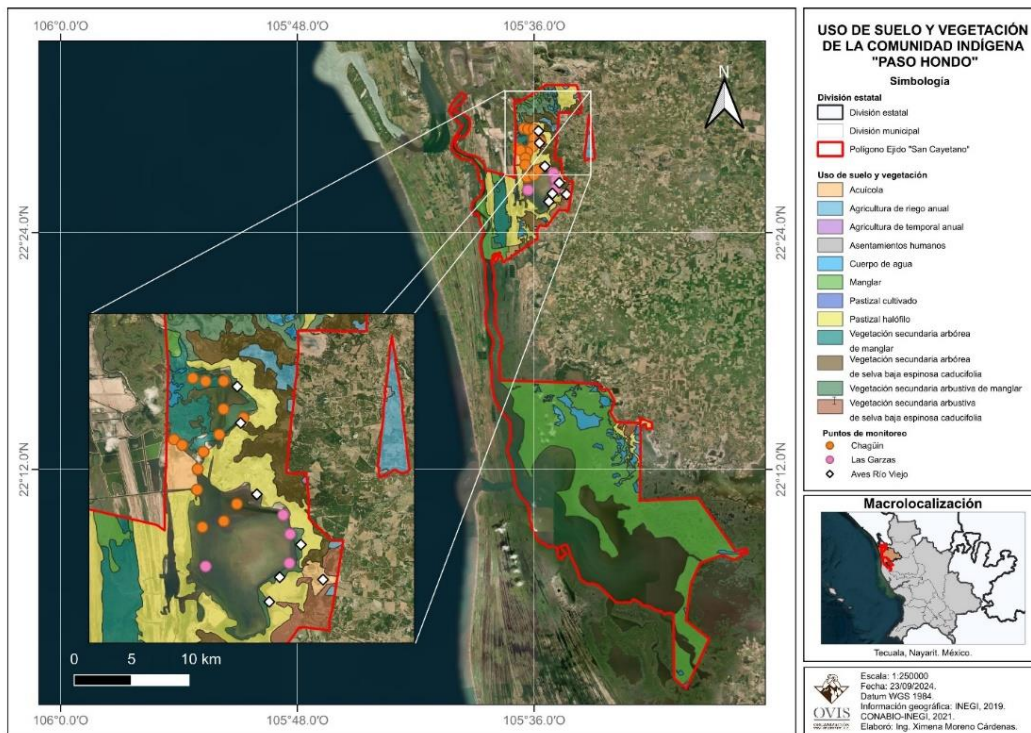 106°0.0'O
105°48.0'O
105°36.0'O
N
22°24.0'N
22°24.0'N
22°12.0'N
22°12.0'N
0 5 10 km
106°0.0'O
105°48.0'O
105°36.0'O
USO DE SUELO Y VEGETACIÓN
DE LA COMUNIDAD INDÍGENA
"PASO HONDO"
Simbología
División estatal
División estatal
División municipal
Polígono Ejido "San Cayetano"
Uso de suelo y vegetación
Acuícola
Agricultura de riego anual
Agricultura de temporal anual
Asentamientos humanos
Cuerpo de agua
Manglar
Pastizal cultivado
Pastizal halófilo
Vegetación secundaria arbórea
de manglar
Vegetación secundaria arbórea
de selva baja espinosa caducifolia
Vegetación secundaria arbustiva de manglar
Vegetación secundaria arbustiva
de selva baja espinosa caducifolia
Puntos de monitoreo
Chagüin
Las Garzas
Aves Río Viejo
Macrolocalización
Tecuala, Nayarit. México.
OVIS
Escala: 1:250000
Fecha: 23/09/2024.
Datum WGS 1984.
Información geográfica: INEGI, 2019.
CONABIO-INEGI, 2021.
Elaboró: Ing. Ximena Moreno Cárdenas.